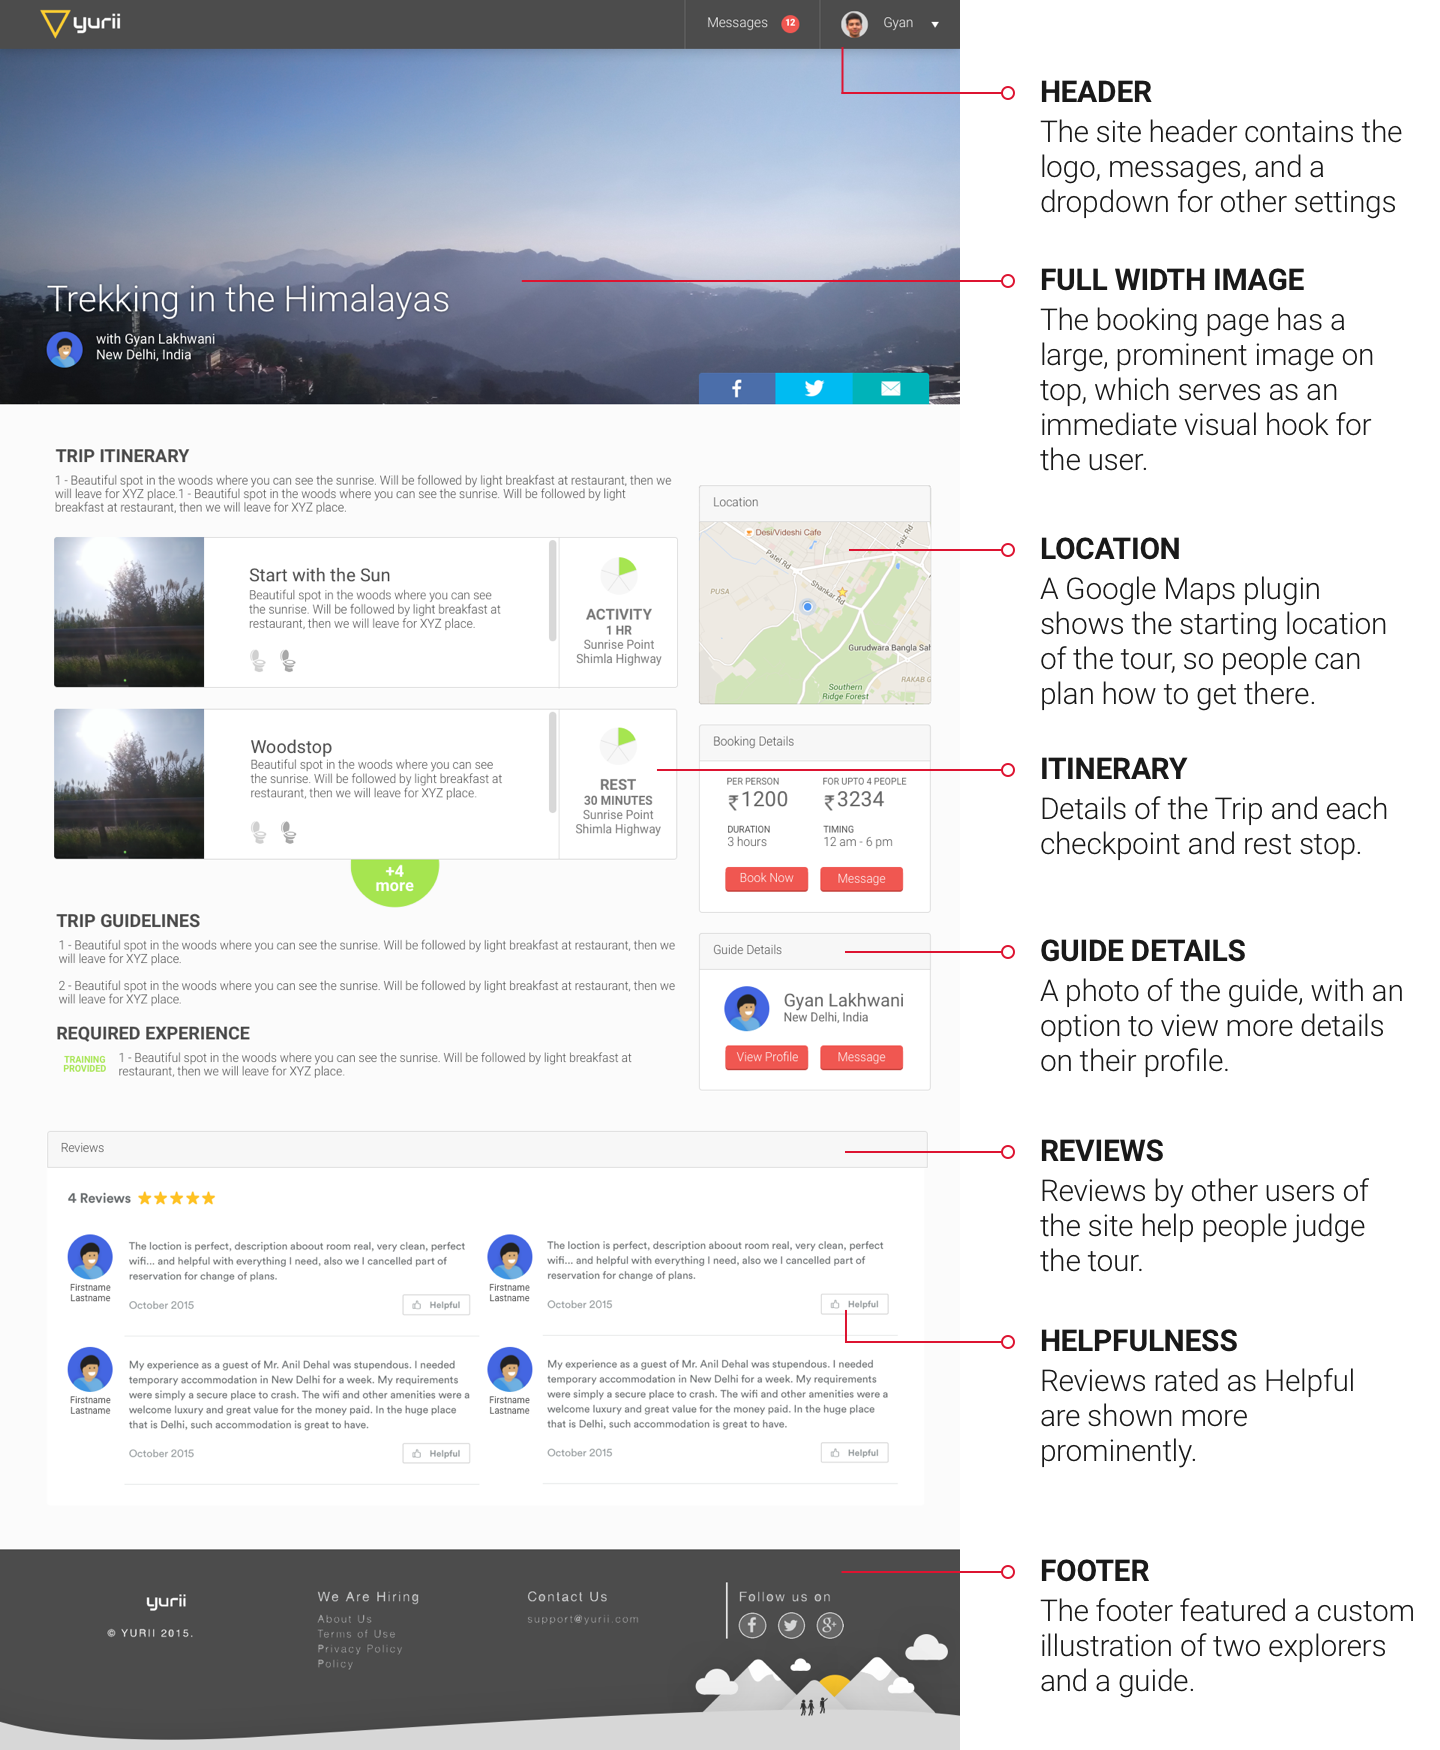 yurii
Messages 12
Gyan
Trekking in the Himalayas
with Gyan Lakhwani
New Delhi, India
TRIP ITINERARY
1 - Beautiful spot in the woods where you can see the sunrise. Will be followed by light breakfast at restaurant, then we
will leave for XYZ place.1 - Beautiful spot in the woods where you can see the sunrise. Will be followed by light
breakfast at restaurant, then we will leave for XYZ place.
Start with the Sun
Beautiful spot in the woods where you can see
the sunrise. Will be followed by light breakfast at
restaurant, then we will leave for XYZ place.
ACTIVITY
1 HR
Sunrise Point
Shimla Highway
Woodstop
Beautiful spot in the woods where you can see
the sunrise. Will be followed by light breakfast at
restaurant, then we will leave for XYZ place.
REST
30 MINUTES
Sunrise Point
Shimla Highway
+4
more
TRIP GUIDELINES
1 - Beautiful spot in the woods where you can see the sunrise. Will be followed by light breakfast at restaurant, then we
will leave for XYZ place.
2 - Beautiful spot in the woods where you can see the sunrise. Will be followed by light breakfast at restaurant, then we
will leave for XYZ place.
REQUIRED EXPERIENCE
TRAINING
PROVIDED
1 - Beautiful spot in the woods where you can see the sunrise. Will be followed by light breakfast at
restaurant, then we will leave for XYZ place.
Location
Desi/Videshi Cafe
Patel Rd
Faiz Rd
Shankar Rd
PUSA
Gurudwara Bangla Sah
RAKAB G
Southern
Ridge Forest
Booking Details
PER PERSON
₹1200
FOR UPTO 4 PEOPLE
₹3234
DURATION
3 hours
TIMING
12 am - 6 pm
Book Now
Message
Guide Details
Gyan Lakhwani
New Delhi, India
View Profile
Message
Reviews
4 Reviews
The loction is perfect, description aboout room real, very clean, perfect
wifi... and helpful with everything I need, also we I cancelled part of
reservation for change of plans.
Firstname
Lastname
October 2015
Helpful
The loction is perfect, description aboout room real, very clean, perfect
wifi... and helpful with everything I need, also we I cancelled part of
reservation for change of plans.
Firstname
Lastname
October 2015
Helpful
My experience as a guest of Mr. Anil Dehal was stupendous. I needed
temporary accommodation in New Delhi for a week. My requirements
were simply a secure place to crash. The wifi and other amenities were a
welcome luxury and great value for the money paid. In the huge place
that is Delhi, such accommodation is great to have.
Firstname
Lastname
October 2015
Helpful
My experience as a guest of Mr. Anil Dehal was stupendous. I needed
temporary accommodation in New Delhi for a week. My requirements
were simply a secure place to crash. The wifi and other amenities were a
welcome luxury and great value for the money paid. In the huge place
that is Delhi, such accommodation is great to have.
Firstname
Lastname
October 2015
Helpful
yurii
© YURII 2015.
We Are Hiring
About Us
Terms of Use
Privacy Policy
Policy
Contact Us
support@yurii.com
Follow us on
HEADER
The site header contains the
logo, messages, and a
dropdown for other settings
FULL WIDTH IMAGE
The booking page has a
large, prominent image on
top, which serves as an
immediate visual hook for
the user.
LOCATION
A Google Maps plugin
shows the starting location
of the tour, so people can
plan how to get there.
ITINERARY
Details of the Trip and each
checkpoint and rest stop.
GUIDE DETAILS
A photo of the guide, with an
option to view more details
on their profile.
REVIEWS
Reviews by other users of
the site help people judge
the tour.
HELPFULNESS
Reviews rated as Helpful
are shown more
prominently.
FOOTER
The footer featured a custom
illustration of two explorers
and a guide.